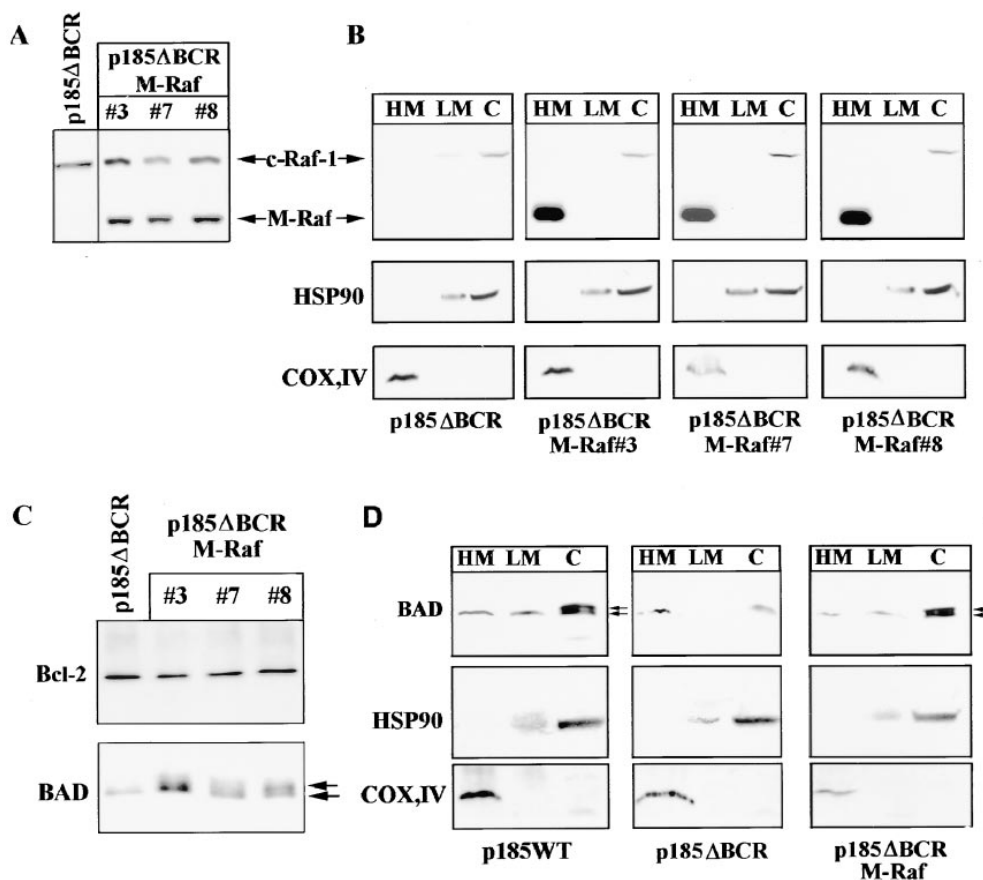 A
p185ΔBCR
p185ΔBCR
M-Raf
#3 #7 #8
c-Raf-1
M-Raf
B
HM LM C
HM LM C
HM LM C
HM LM C
HSP90
COX,IV
p185ΔBCR
p185ΔBCR
M-Raf#3
p185ΔBCR
M-Raf#7
p185ΔBCR
M-Raf#8
C
p185ΔBCR
p185ΔBCR
M-Raf
#3 #7 #8
Bcl-2
BAD
D
HM LM C
HM LM C
HM LM C
BAD
HSP90
COX,IV
p185WT
p185ΔBCR
p185ΔBCR
M-Raf